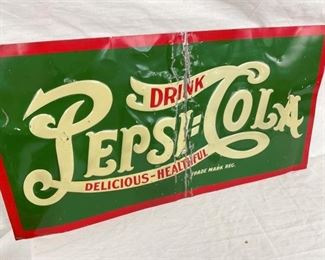 DRINK
PEPSI=COLA
DELICIOUS-HEALTHFUL
TRADE MARK REG.